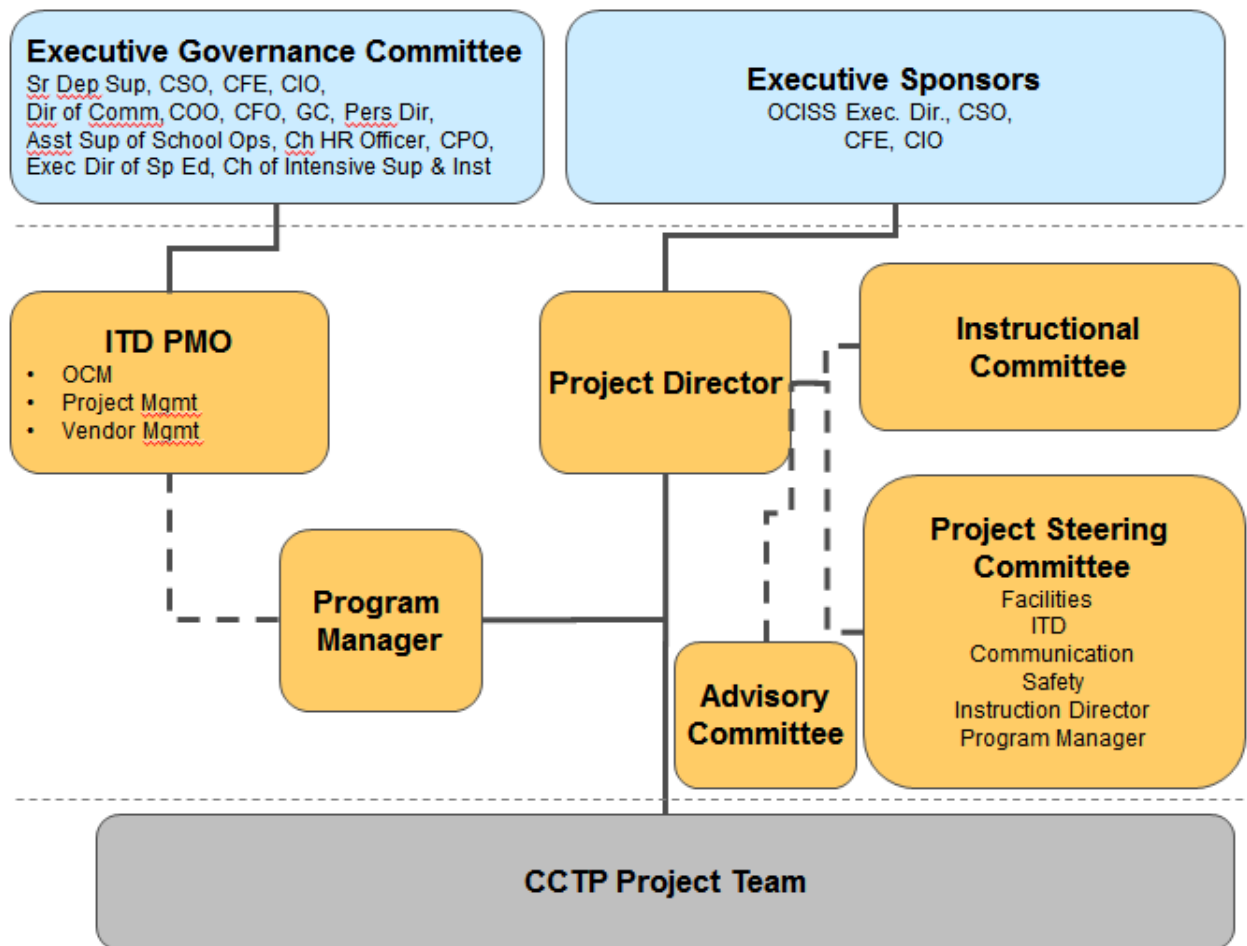 Executive Governance Committee
Sr Dep Sup, CSO, CFE, CIO,
Dir of Comm, COO, CFO, GC, Pers Dir,
Asst Sup of School Ops, Ch HR Officer, CPO,
Exec Dir of Sp Ed, Ch of Intensive Sup & Inst
Executive Sponsors
OCISS Exec. Dir., CSO,
CFE, CIO
ITD PMO
• OCM
• Project Mgmt
• Vendor Mgmt
Project Director
Instructional
Committee
Program
Manager
Advisory
Committee
Project Steering
Committee
Facilities
ITD
Communication
Safety
Instruction Director
Program Manager
CCTP Project Team